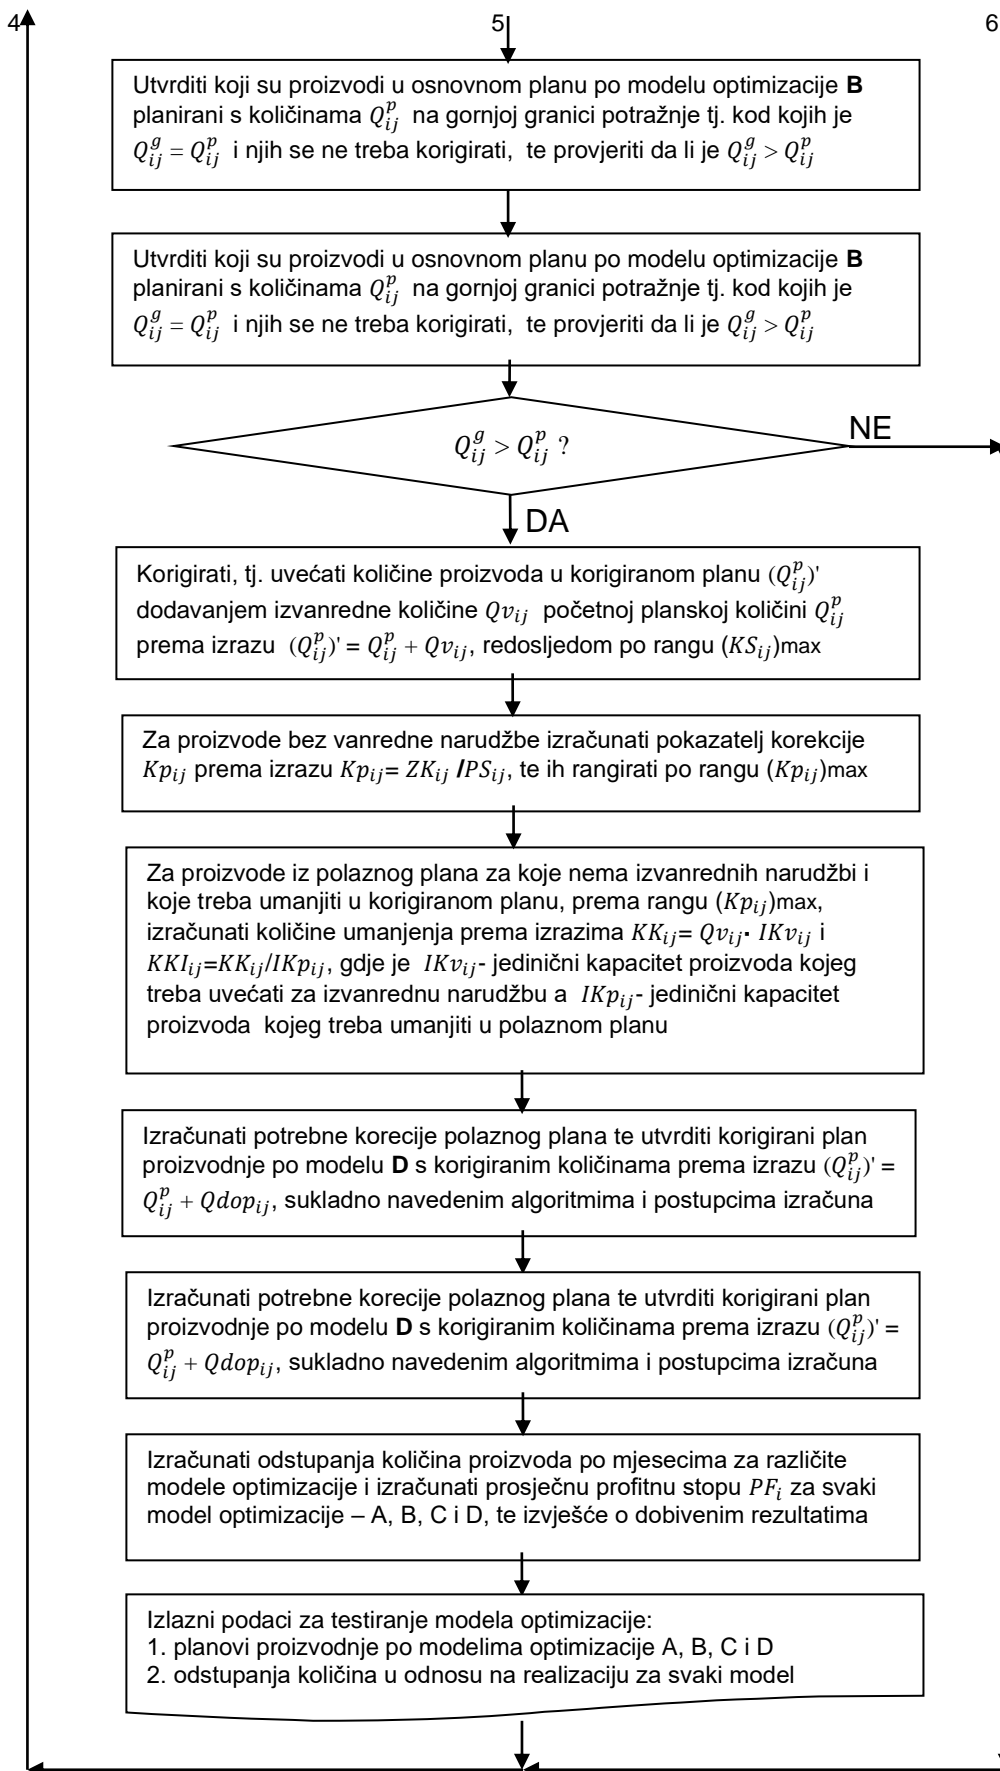 4 5 6
Utvrditi koji su proizvodi u osnovnom planu po modelu optimizacije B
planirani s količinama $Q_{ij}^{p}$ na gornjoj granici potražnje tj. kod kojih je
$Q_{ij}^{g} = Q_{ij}^{p}$ i njih se ne treba korigirati, te provjeriti da li je $Q_{ij}^{g} > Q_{ij}^{p}$
Utvrditi koji su proizvodi u osnovnom planu po modelu optimizacije B
planirani s količinama $Q_{ij}^{p}$ na gornjoj granici potražnje tj. kod kojih je
$Q_{ij}^{g} = Q_{ij}^{p}$ i njih se ne treba korigirati, te provjeriti da li je $Q_{ij}^{g} > Q_{ij}^{p}$
$Q_{ij}^{g} > Q_{ij}^{p}$ ?
NE
DA
Korigirati, tj. uvećati količine proizvoda u korigiranom planu $(Q_{ij}^{p})$'
dodavanjem izvanredne količine $Qv_{ij}$ početnoj planskoj količini $Q_{ij}^{p}$
prema izrazu $(Q_{ij}^{p})$' = $Q_{ij}^{p} + Qv_{ij}$, redosljedom po rangu $(KS_{ij})$max
Za proizvode bez vanredne narudžbe izračunati pokazatelj korekcije
$Kp_{ij}$ prema izrazu $Kp_{ij}$= $ZK_{ij}$ /$PS_{ij}$, te ih rangirati po rangu $(Kp_{ij})$max
Za proizvode iz polaznog plana za koje nema izvanrednih narudžbi i
koje treba umanjiti u korigiranom planu, prema rangu $(Kp_{ij})$max,
izračunati količine umanjenja prema izrazima $KK_{ij}$= $Qv_{ij}$· $IKv_{ij}$ i
$KKI_{ij}$=$KK_{ij}$/$IKp_{ij}$, gdje je $IKv_{ij}$- jedinični kapacitet proizvoda kojeg
treba uvećati za izvanrednu narudžbu a $IKp_{ij}$- jedinični kapacitet
proizvoda kojeg treba umanjiti u polaznom planu
Izračunati potrebne korecije polaznog plana te utvrditi korigirani plan
proizvodnje po modelu D s korigiranim količinama prema izrazu $(Q_{ij}^{p})$' =
$Q_{ij}^{p} + Qdop_{ij}$, sukladno navedenim algoritmima i postupcima izračuna
Izračunati potrebne korecije polaznog plana te utvrditi korigirani plan
proizvodnje po modelu D s korigiranim količinama prema izrazu $(Q_{ij}^{p})$' =
$Q_{ij}^{p} + Qdop_{ij}$, sukladno navedenim algoritmima i postupcima izračuna
Izračunati odstupanja količina proizvoda po mjesecima za različite
modele optimizacije i izračunati prosječnu profitnu stopu $PF_{i}$ za svaki
model optimizacije – A, B, C i D, te izvješće o dobivenim rezultatima
Izlazni podaci za testiranje modela optimizacije:
1. planovi proizvodnje po modelima optimizacije A, B, C i D
2. odstupanja količina u odnosu na realizaciju za svaki model